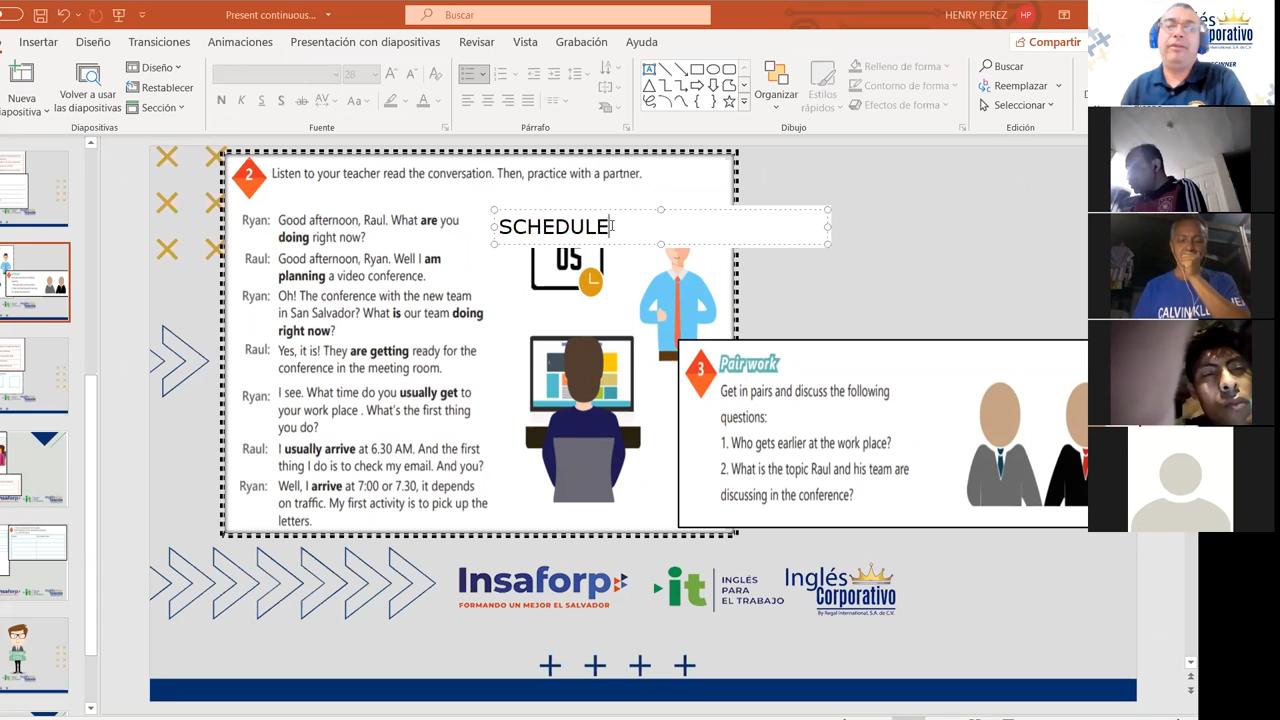 Present continuous...
Buscar
HENRY PEREZ
HP
Insertar
Diseño
Transiciones
Animaciones
Presentación con diapositivas
Revisar
Vista
Grabación
Ayuda
Compartir
Nueva
diapositiva
Volver a usar
las diapositivas
Diseño
Restablecer
Sección
28
Organizar
Estilos
rápidos
Relleno de forma
Contorno de forma
Efectos de forma
Buscar
Reemplazar
Seleccionar
Diapositivas
Fuente
Párrafo
Dibujo
Edición
2
Listen to your teacher read the conversation. Then, practice with a partner.
Ryan: Good afternoon, Raul. What are you
doing right now?
Raul: Good afternoon, Ryan. Well I am
planning a video conference.
Ryan: Oh! The conference with the new team
in San Salvador? What is our team doing
right now?
Raul: Yes, it is! They are getting ready for the
conference in the meeting room.
Ryan: I see. What time do you usually get to
your work place . What's the first thing
you do?
Raul: I usually arrive at 6.30 AM. And the first
thing I do is to check my email. And you?
Ryan: Well, I arrive at 7:00 or 7.30, it depends
on traffic. My first activity is to pick up the
letters.
SCHEDULE
05
3
Pair work
Get in pairs and discuss the following
questions:
1. Who gets earlier at the work place?
2. What is the topic Raul and his team are
discussing in the conference?
Insaforp
FORMANDO UN MEJOR EL SALVADOR
it
INGLÉS
PARA
EL TRABAJO
Inglés
Corporativo
By Regal International, S.A. de C.V.
CALVIN KLE